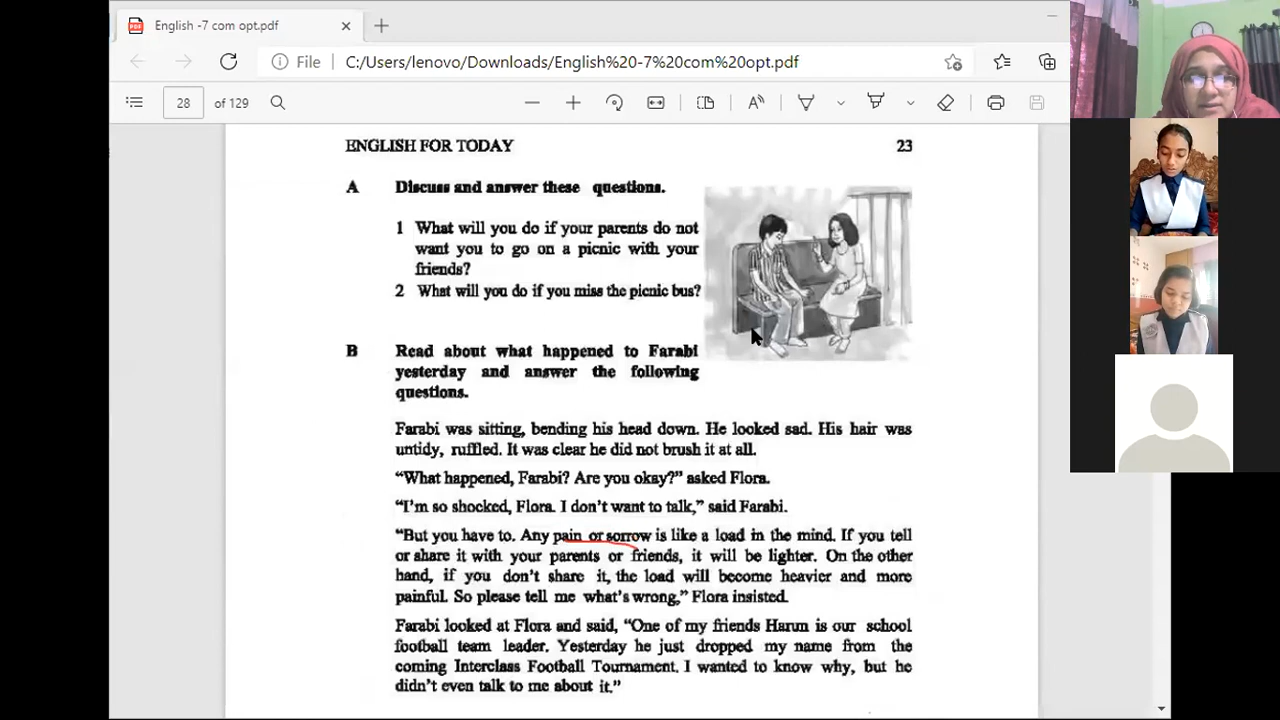 English -7 com opt.pdf
File C:/Users/lenovo/Downloads/English%20-7%20com%20opt.pdf
28 of 129
ENGLISH FOR TODAY 23
A Discuss and answer these questions.
1 What will you do if your parents do not
want you to go on a picnic with your
friends?
2 What will you do if you miss the picnic bus?
B Read about what happened to Farabi
yesterday and answer the following
questions.
Farabi was sitting, bending his head down. He looked sad. His hair was
untidy, ruffled. It was clear he did not brush it at all.
“What happened, Farabi? Are you okay?” asked Flora.
“I’m so shocked, Flora. I don’t want to talk,” said Farabi.
“But you have to. Any pain or sorrow is like a load in the mind. If you tell
or share it with your parents or friends, it will be lighter. On the other
hand, if you don’t share it, the load will become heavier and more
painful. So please tell me what’s wrong,” Flora insisted.
Farabi looked at Flora and said, “One of my friends Harun is our school
football team leader. Yesterday he just dropped my name from the
coming Interclass Football Tournament. I wanted to know why, but he
didn’t even talk to me about it.”